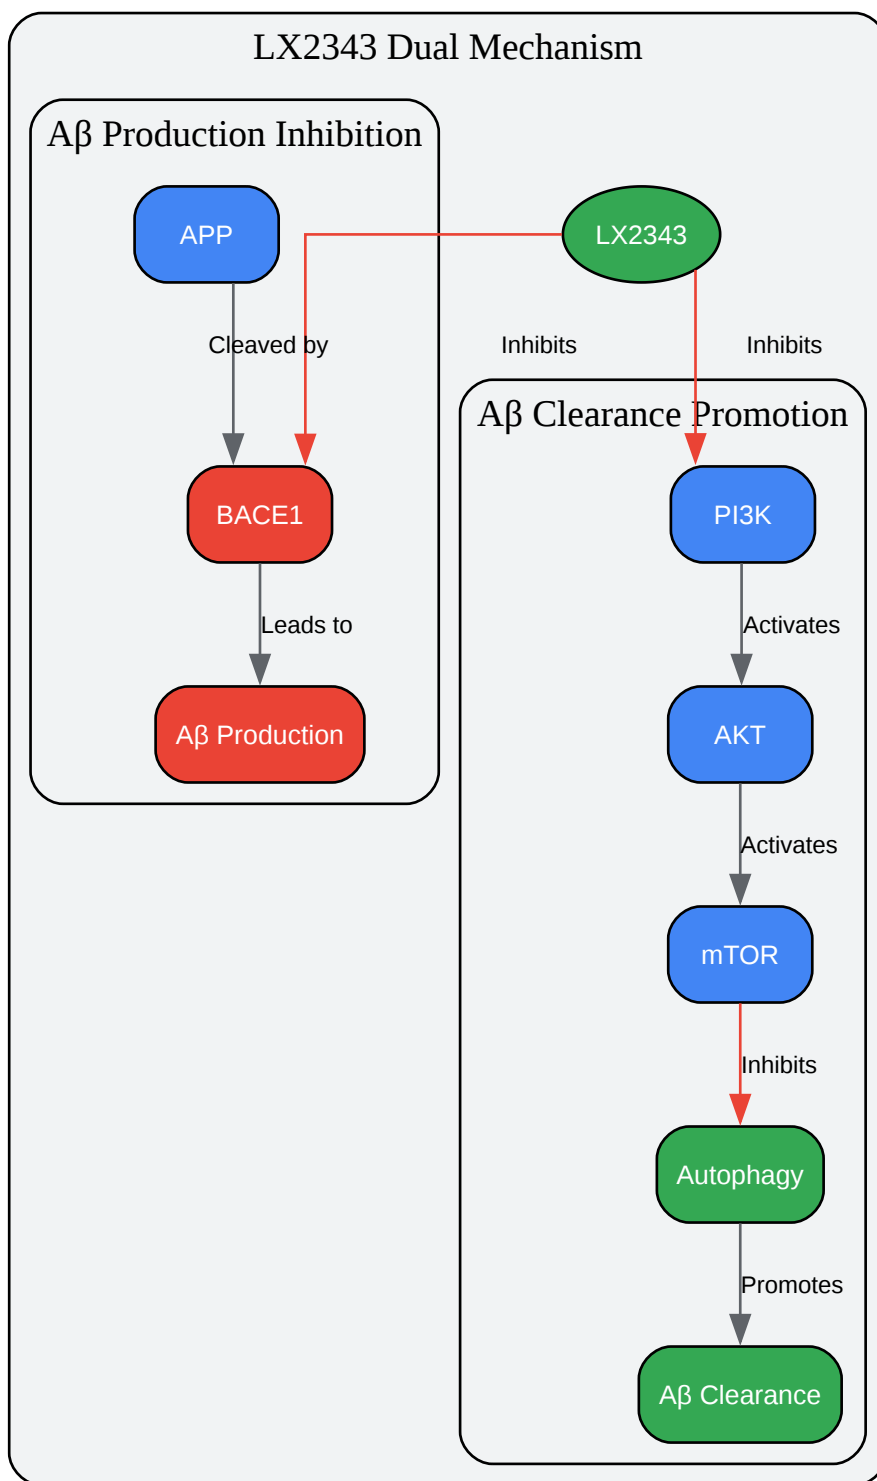 LX2343 Dual Mechanism
Aβ Production Inhibition
APP
LX2343
Cleaved by
Inhibits
Inhibits
Aβ Clearance Promotion
BACE1
PI3K
Leads to
Activates
Aβ Production
AKT
Activates
mTOR
Inhibits
Autophagy
Promotes
Aβ Clearance